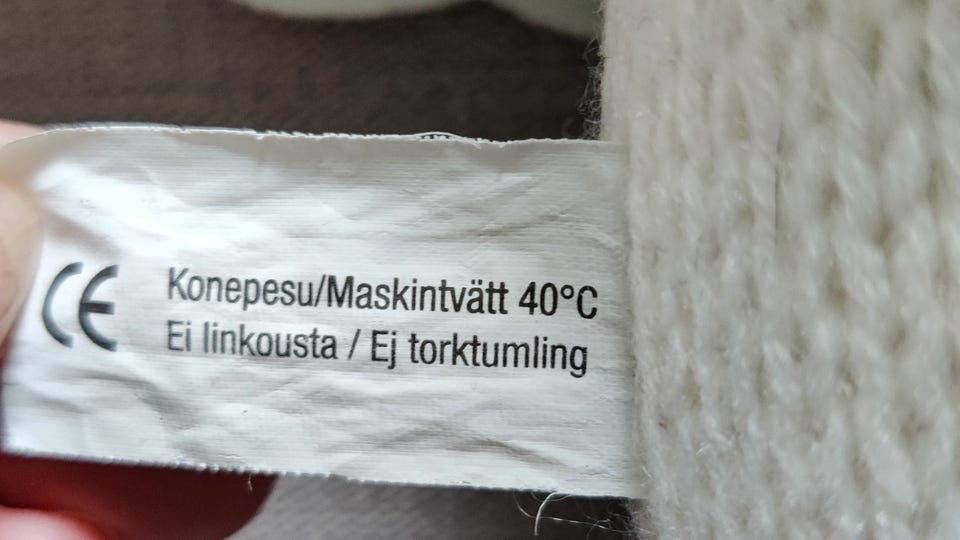 CE
Konepesu/Maskintvätt 40°C
Ei linkousta / Ej torktumling